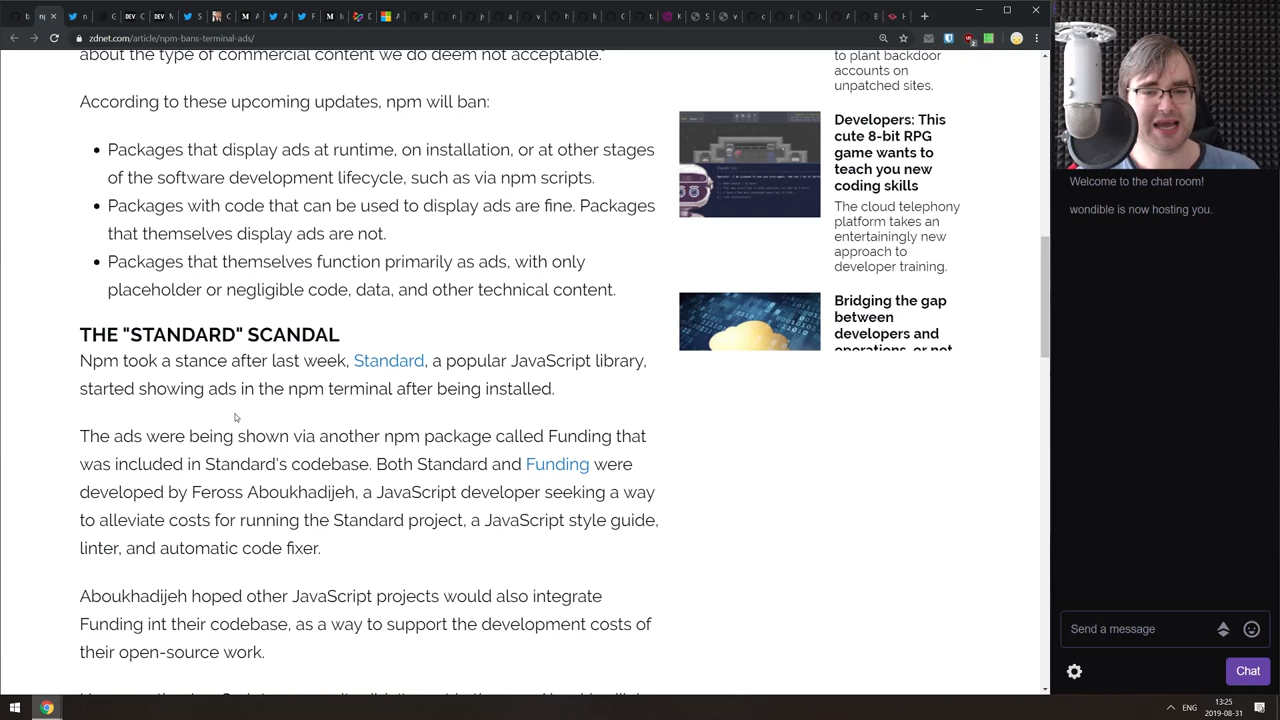 zdnet.com/article/npm-bans-terminal-ads/
about the type of commercial content we do deem not acceptable."
According to these upcoming updates, npm will ban:
Packages that display ads at runtime, on installation, or at other stages
of the software development lifecycle, such as via npm scripts.
Packages with code that can be used to display ads are fine. Packages
that themselves display ads are not.
Packages that themselves function primarily as ads, with only
placeholder or negligible code, data, and other technical content.
THE "STANDARD" SCANDAL
Npm took a stance after last week, Standard, a popular JavaScript library,
started showing ads in the npm terminal after being installed.
The ads were being shown via another npm package called Funding that
was included in Standard's codebase. Both Standard and Funding were
developed by Feross Aboukhadijeh, a JavaScript developer seeking a way
to alleviate costs for running the Standard project, a JavaScript style guide,
linter, and automatic code fixer.
Aboukhadijeh hoped other JavaScript projects would also integrate
Funding int their codebase, as a way to support the development costs of
their open-source work.
to plant backdoor
accounts on
unpatched sites.
Developers: This
cute 8-bit RPG
game wants to
teach you new
coding skills
The cloud telephony
platform takes an
entertainingly new
approach to
developer training.
Bridging the gap
between
developers and
operations, or not
Welcome to the chat room!
wondible is now hosting you.
Send a message
Chat
ENG
13:25
2019-08-31